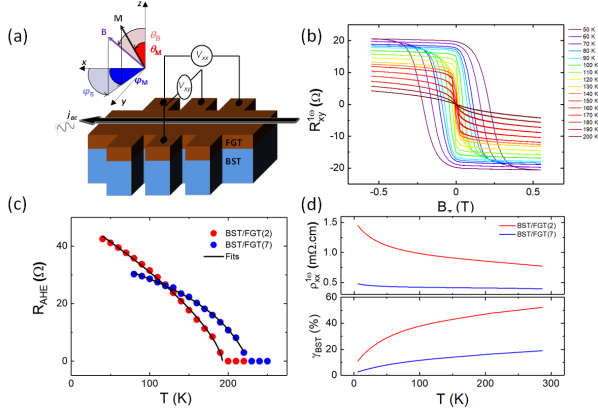 (a)
z
M
B
θB
θM
x
φM
φB
y
Vxx
Vxy
jac
FGT
BST
(b)
R1ωxy(Ω)
20
10
0
-10
-20
-0.5
0.0
0.5
Bz (T)
50 K
60 K
70 K
80 K
90 K
100 K
110 K
120 K
130 K
140 K
150 K
160 K
170 K
180 K
190 K
200 K
(c)
RAHE (Ω)
40
20
0
100
200
T (K)
BST/FGT(2)
BST/FGT(7)
Fits
(d)
ρ1ωxx (mΩ.cm)
1.5
1.0
0.5
BST/FGT(2)
BST/FGT(7)
γBST (%)
60
40
20
0
0
100
200
300
T (K)